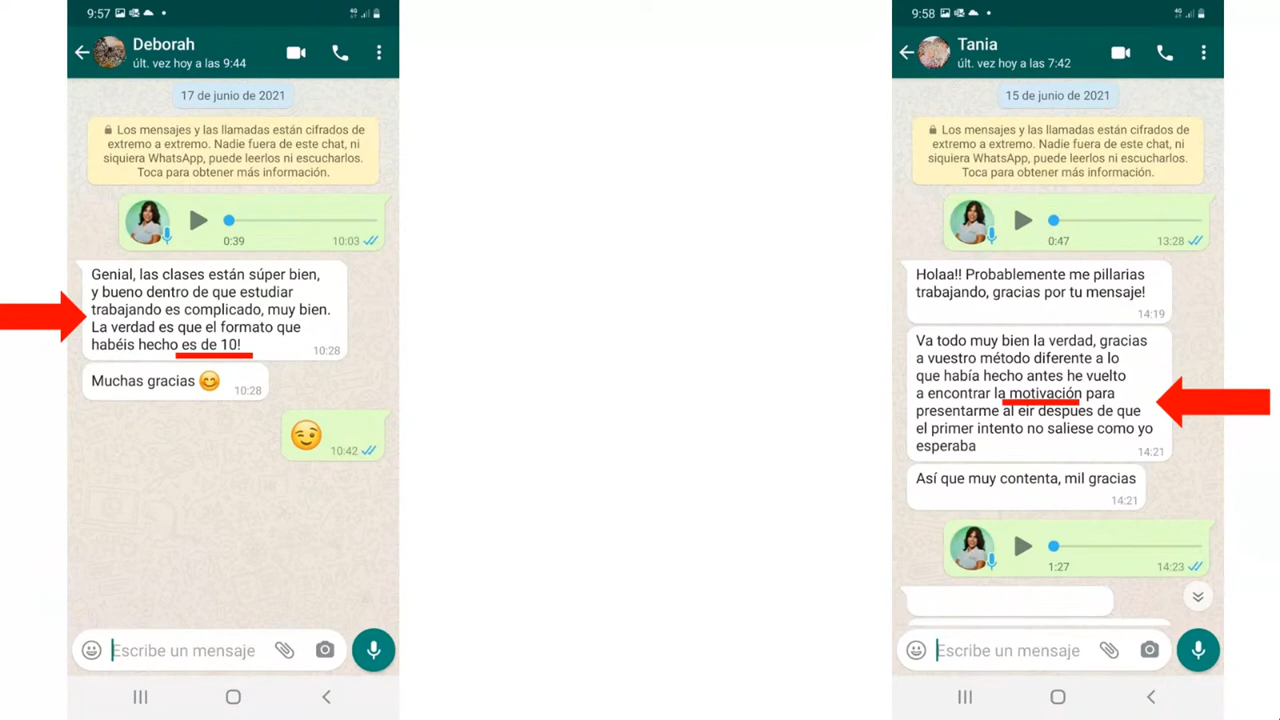 9:57
4G
Deborah
últ. vez hoy a las 9:44
17 de junio de 2021
Los mensajes y las llamadas están cifrados de
extremo a extremo. Nadie fuera de este chat, ni
siquiera WhatsApp, puede leerlos ni escucharlos.
Toca para obtener más información.
0:39
10:03
Genial, las clases están súper bien,
y bueno dentro de que estudiar
trabajando es complicado, muy bien.
La verdad es que el formato que
habéis hecho es de 10!
10:28
Muchas gracias 😊
10:28
😉
10:42
Escribe un mensaje
9:58
4G
Tania
últ. vez hoy a las 7:42
15 de junio de 2021
Los mensajes y las llamadas están cifrados de
extremo a extremo. Nadie fuera de este chat, ni
siquiera WhatsApp, puede leerlos ni escucharlos.
Toca para obtener más información.
0:47
13:28
Holaa!! Probablemente me pillarias
trabajando, gracias por tu mensaje!
14:19
Va todo muy bien la verdad, gracias
a vuestro método diferente a lo
que había hecho antes he vuelto
a encontrar la motivación para
presentarme al eir despues de que
el primer intento no saliese como yo
esperaba
14:21
Así que muy contenta, mil gracias
14:21
1:27
14:23
Escribe un mensaje